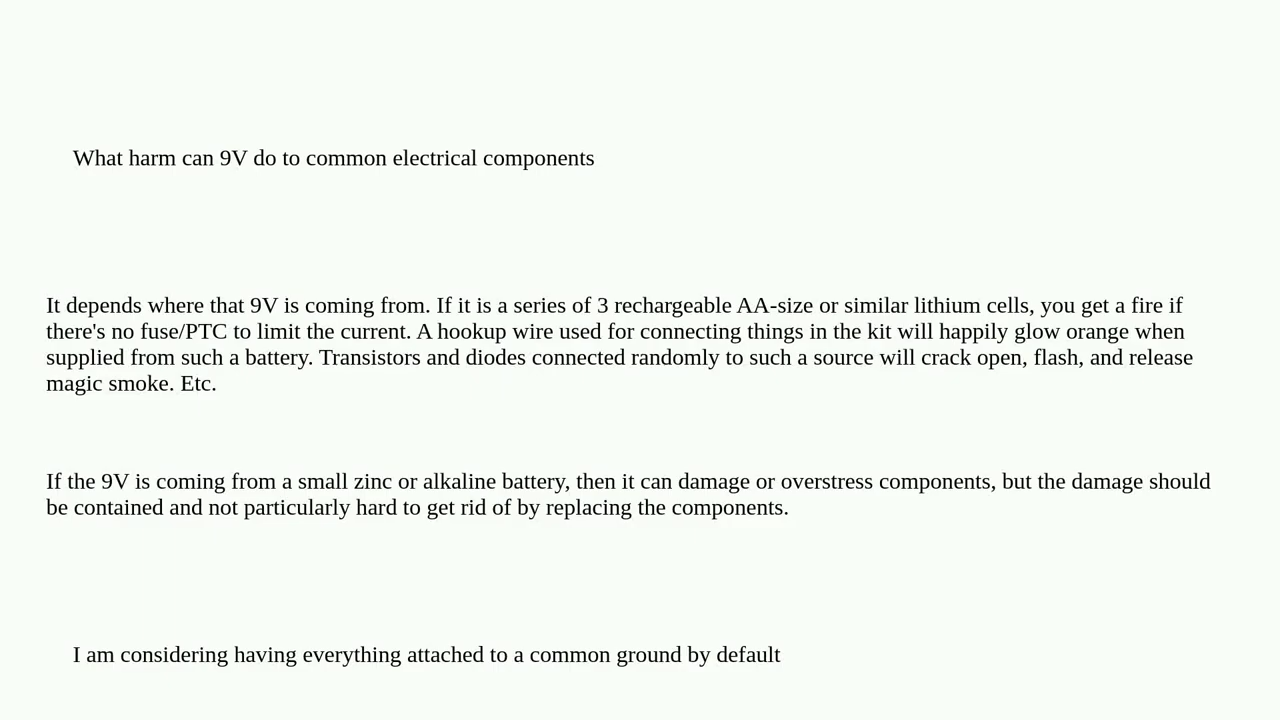 What harm can 9V do to common electrical components
It depends where that 9V is coming from. If it is a series of 3 rechargeable AA-size or similar lithium cells, you get a fire if
there's no fuse/PTC to limit the current. A hookup wire used for connecting things in the kit will happily glow orange when
supplied from such a battery. Transistors and diodes connected randomly to such a source will crack open, flash, and release
magic smoke. Etc.
If the 9V is coming from a small zinc or alkaline battery, then it can damage or overstress components, but the damage should
be contained and not particularly hard to get rid of by replacing the components.
I am considering having everything attached to a common ground by default